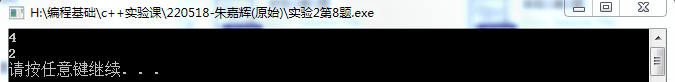 H:\编程基础\c++实验课\220518-朱嘉辉(原始)\实验2第8题.exe
4
2
请按任意键继续. . .